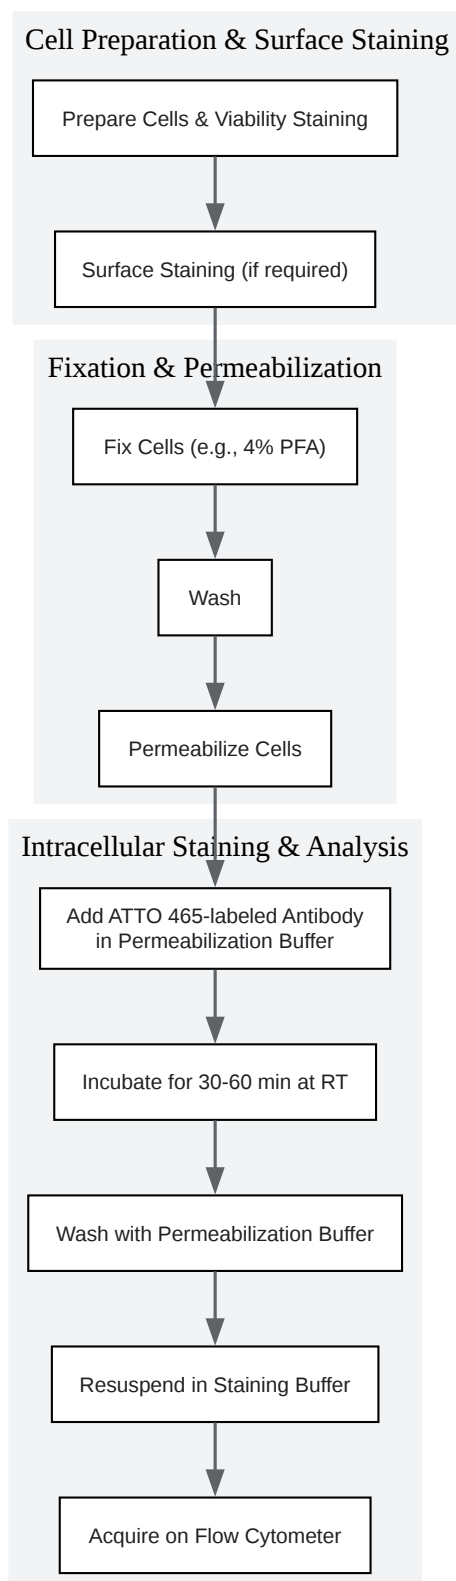 Cell Preparation & Surface Staining
Prepare Cells & Viability Staining
Surface Staining (if required)
Fixation & Permeabilization
Fix Cells (e.g., 4% PFA)
Wash
Permeabilize Cells
Intracellular Staining & Analysis
Add ATTO 465-labeled Antibody
in Permeabilization Buffer
Incubate for 30-60 min at RT
Wash with Permeabilization Buffer
Resuspend in Staining Buffer
Acquire on Flow Cytometer